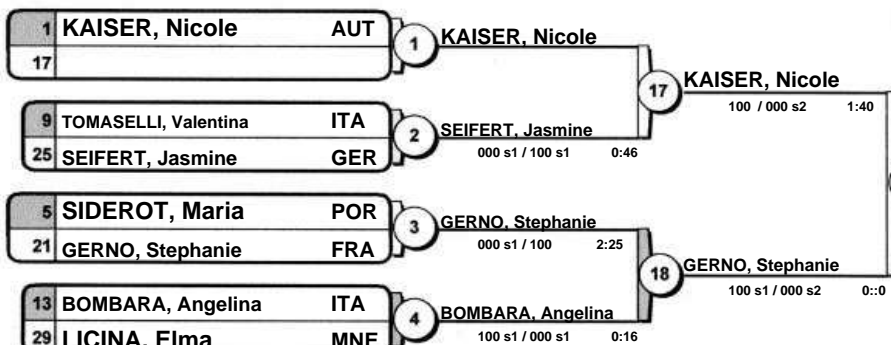 1 KAISER, Nicole AUT
17
1 KAISER, Nicole
9 TOMASELLI, Valentina ITA
25 SEIFERT, Jasmine GER
2 SEIFERT, Jasmine
000 s1 / 100 s1 0:46
17 KAISER, Nicole
100 / 000 s2 1:40
5 SIDEROT, Maria POR
21 GERNO, Stephanie FRA
3 GERNO, Stephanie
000 s1 / 100 2:25
13 BOMBARA, Angelina ITA
29 LICINA, Elma MNE
4 BOMBARA, Angelina
100 s1 / 000 s1 0:16
18 GERNO, Stephanie
100 s1 / 000 s2 0::0